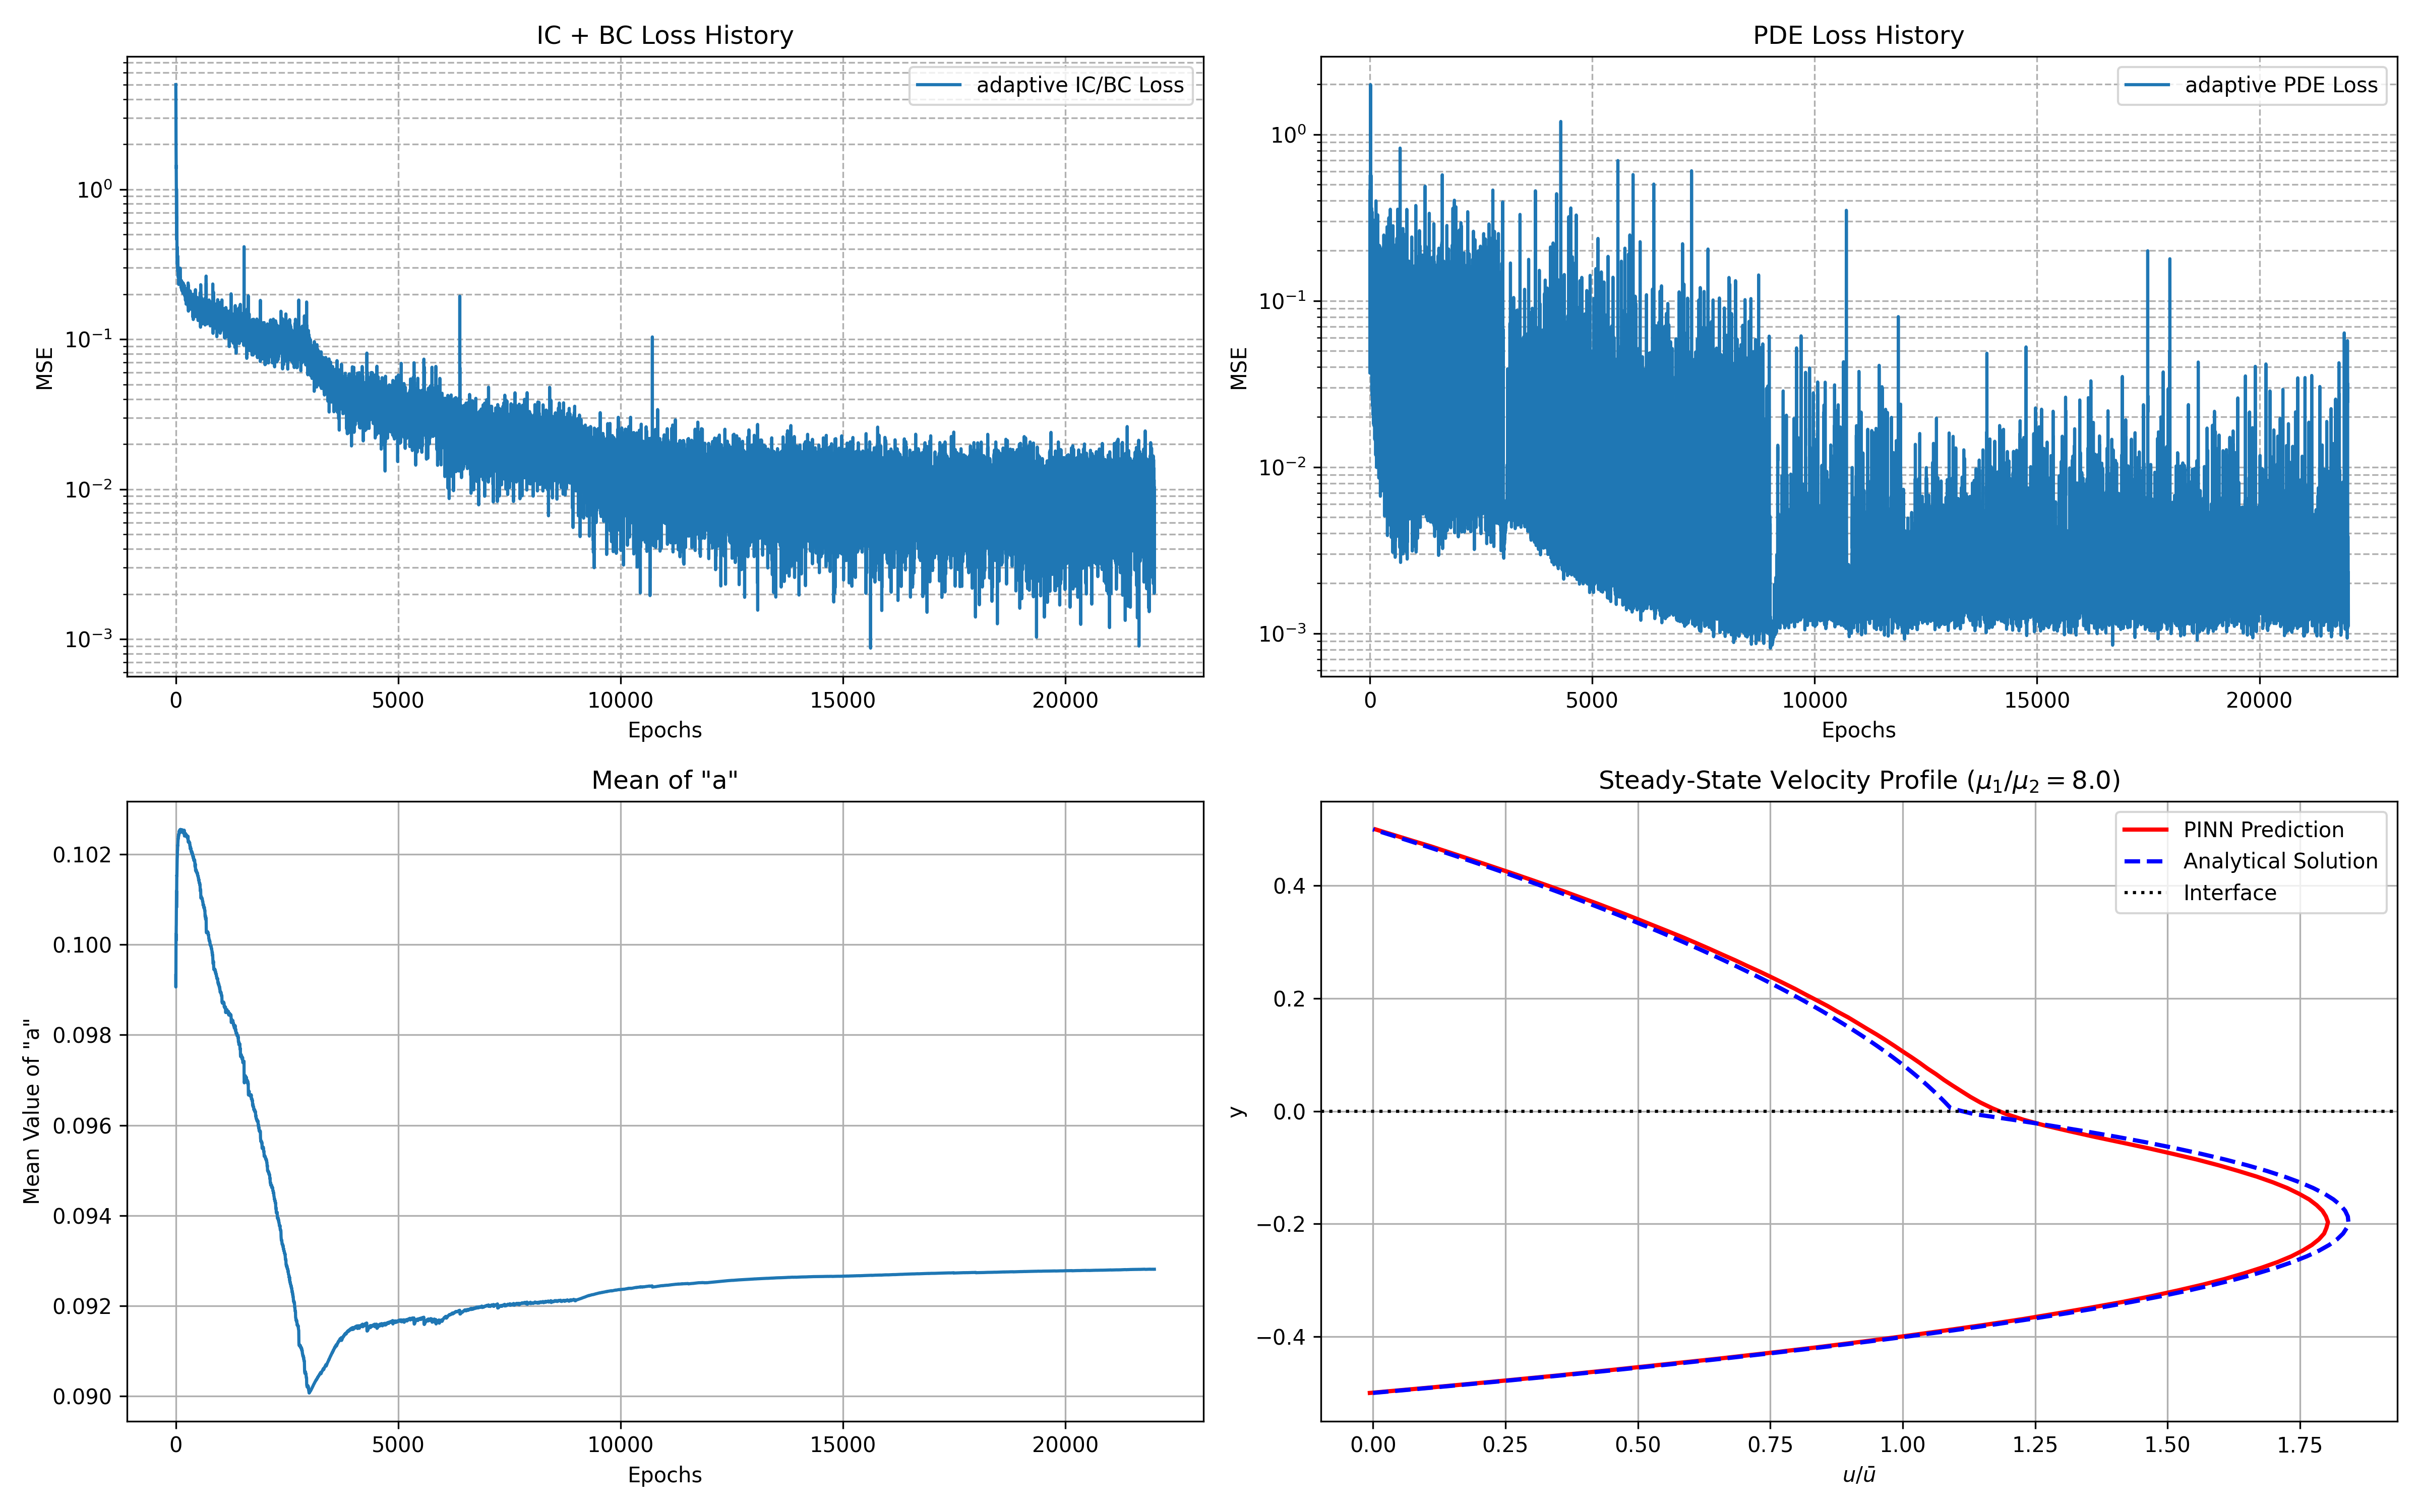 IC + BC Loss History
adaptive IC/BC Loss
MSE
10⁰
10⁻¹
10⁻²
10⁻³
0 5000 10000 15000 20000
Epochs
PDE Loss History
adaptive PDE Loss
MSE
10⁰
10⁻¹
10⁻²
10⁻³
0 5000 10000 15000 20000
Epochs
Mean of "a"
Mean Value of "a"
0.102
0.100
0.098
0.096
0.094
0.092
0.090
0 5000 10000 15000 20000
Epochs
Steady-State Velocity Profile (μ₁/μ₂ = 8.0)
PINN Prediction
Analytical Solution
Interface
y
0.4
0.2
0.0
−0.2
−0.4
0.00 0.25 0.50 0.75 1.00 1.25 1.50 1.75
u/ū